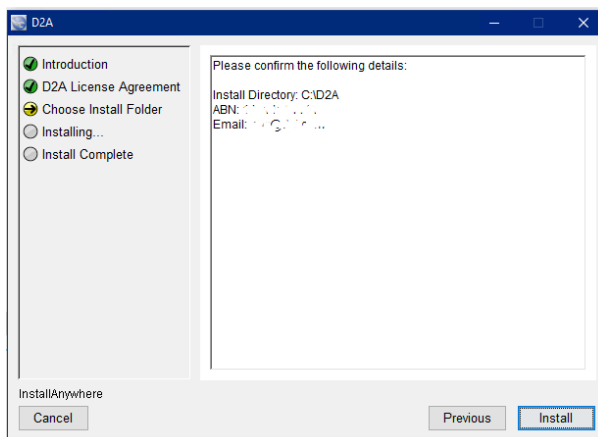 D2A
Introduction
D2A License Agreement
Choose Install Folder
Installing...
Install Complete
Please confirm the following details:
Install Directory: C:\D2A
ABN:
Email:
InstallAnywhere
Cancel
Previous
Install